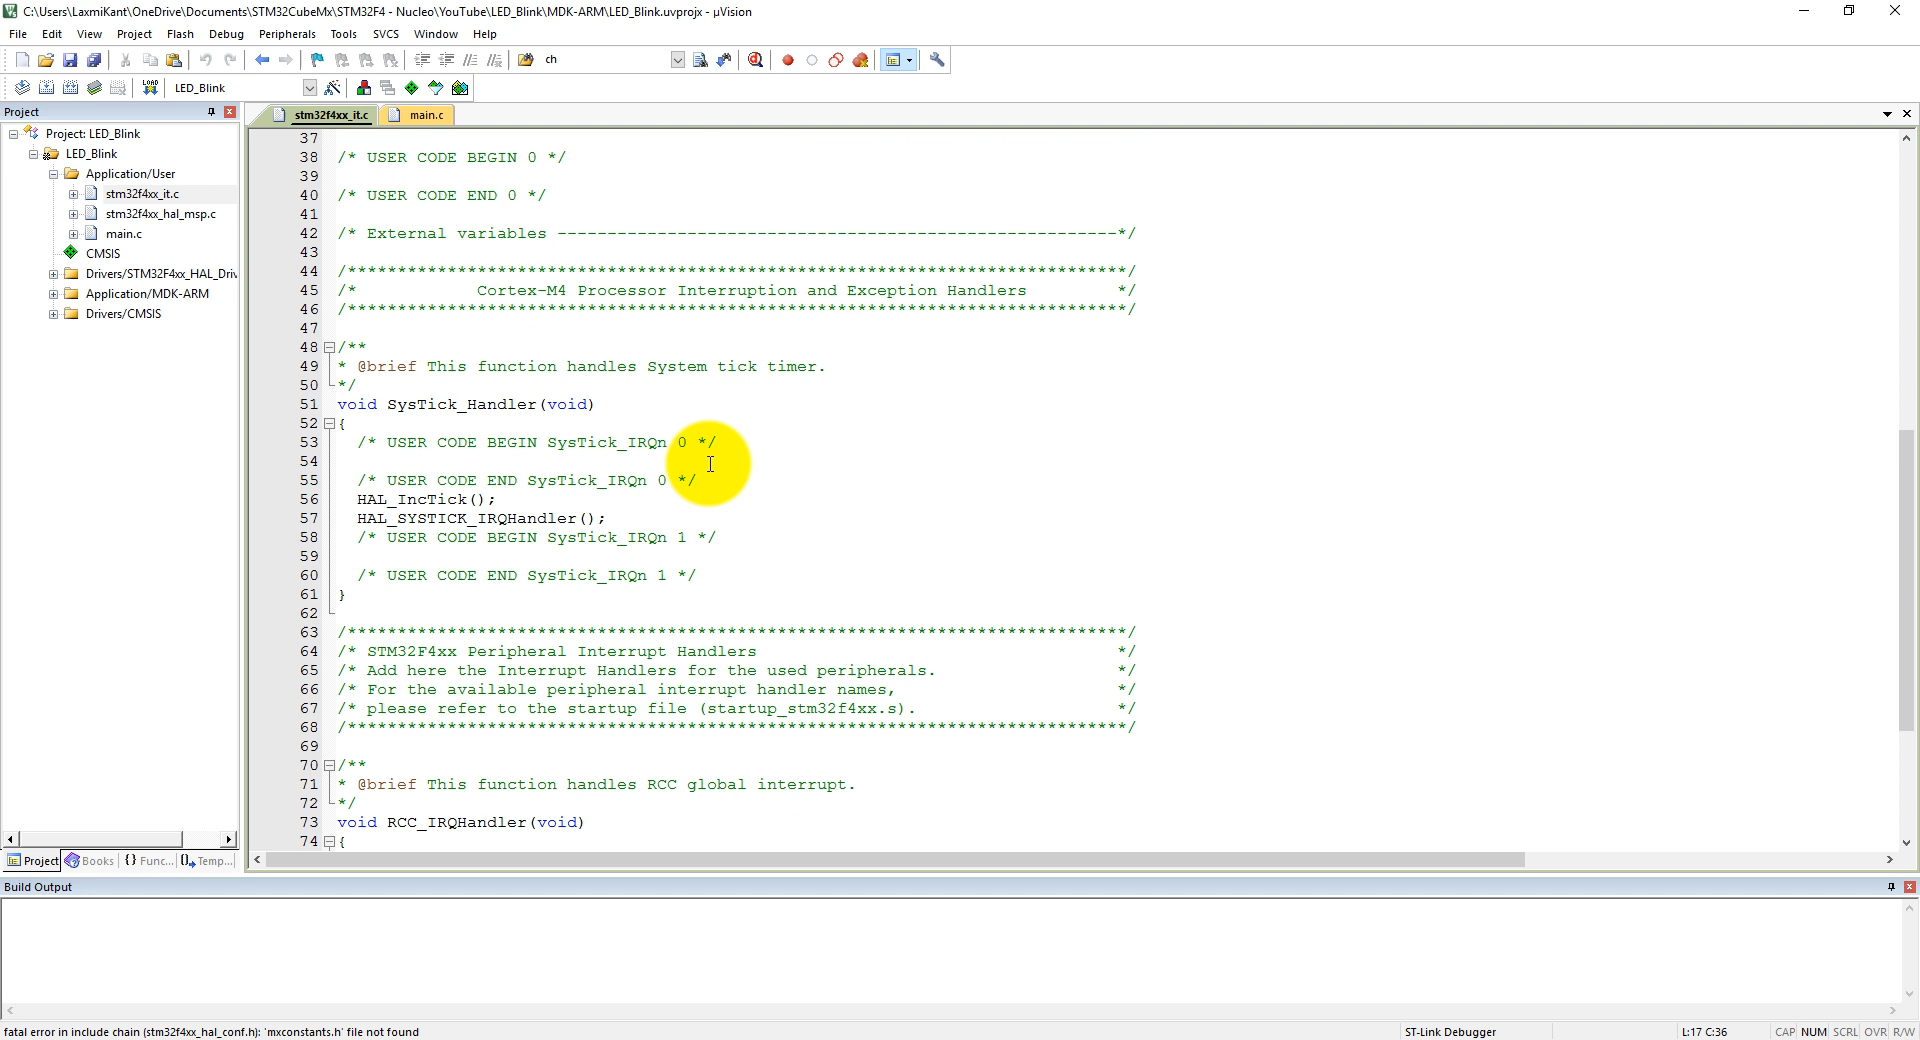 C:\Users\LaxmiKant\OneDrive\Documents\STM32CubeMx\STM32F4 - Nucleo\YouTube\LED_Blink\MDK-ARM\LED_Blink.uvprojx - µVision
File Edit View Project Flash Debug Peripherals Tools SVCS Window Help
ch
LOAD LED_Blink
Project
Project: LED_Blink
LED_Blink
Application/User
stm32f4xx_it.c
stm32f4xx_hal_msp.c
main.c
CMSIS
Drivers/STM32F4xx_HAL_Driv
Application/MDK-ARM
Drivers/CMSIS
Project Books {} Func... Temp...
stm32f4xx_it.c main.c
37
38 /* USER CODE BEGIN 0 */
39
40 /* USER CODE END 0 */
41
42 /* External variables --------------------------------------------------------*/
43
44 /******************************************************************************/
45 /*            Cortex-M4 Processor Interruption and Exception Handlers         */
46 /******************************************************************************/
47
48 /**
49 * @brief This function handles System tick timer.
50 */
51 void SysTick_Handler(void)
52 {
53   /* USER CODE BEGIN SysTick_IRQn 0 */
54
55   /* USER CODE END SysTick_IRQn 0 */
56   HAL_IncTick();
57   HAL_SYSTICK_IRQHandler();
58   /* USER CODE BEGIN SysTick_IRQn 1 */
59
60   /* USER CODE END SysTick_IRQn 1 */
61 }
62
63 /******************************************************************************/
64 /* STM32F4xx Peripheral Interrupt Handlers                                    */
65 /* Add here the Interrupt Handlers for the used peripherals.                  */
66 /* For the available peripheral interrupt handler names,                      */
67 /* please refer to the startup file (startup_stm32f4xx.s).                    */
68 /******************************************************************************/
69
70 /**
71 * @brief This function handles RCC global interrupt.
72 */
73 void RCC_IRQHandler(void)
74 {
Build Output
fatal error in include chain (stm32f4xx_hal_conf.h): 'mxconstants.h' file not found
ST-Link Debugger
L:17 C:36
CAP NUM SCRL OVR R/W